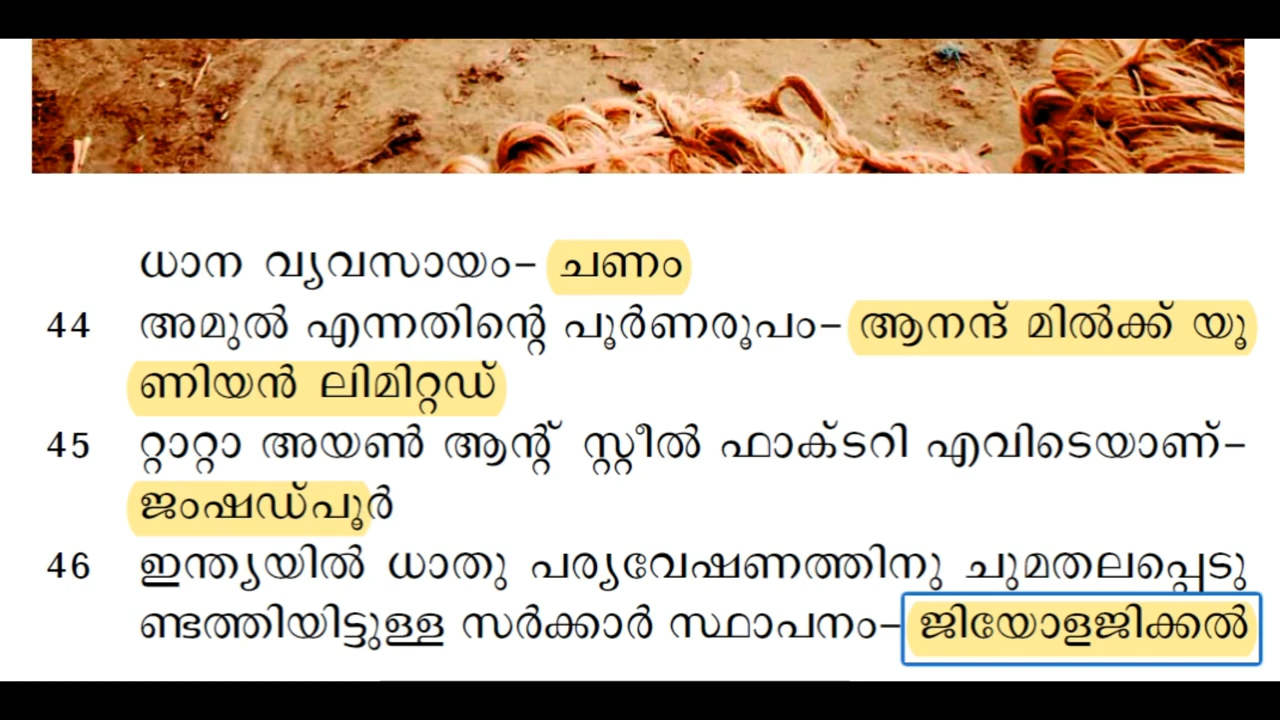 ധാന വ്യവസായം- ചണം
44 അമുൽ എന്നതിന്റെ പൂർണരൂപം- ആനന്ദ് മിൽക്ക് യൂ
ണിയൻ ലിമിറ്റഡ്
45 റ്റാറ്റാ അയൺ ആന്റ് സ്റ്റീൽ ഫാക്ടറി എവിടെയാണ്-
ജംഷഡ്പൂർ
46 ഇന്ത്യയിൽ ധാതു പര്യവേഷണത്തിനു ചുമതലപ്പെടു
ണ്ടത്തിയിട്ടുള്ള സർക്കാർ സ്ഥാപനം- ജിയോളജിക്കൽ